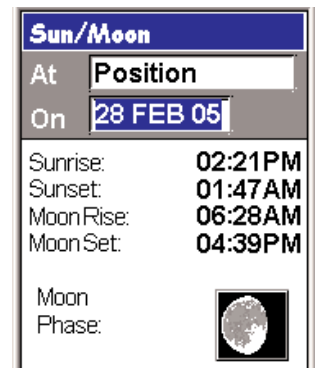 Sun/Moon
At Position
On 28 FEB 05
Sunrise: 02:21PM
Sunset: 01:47AM
Moon Rise: 06:28AM
Moon Set: 04:39PM
Moon
Phase: